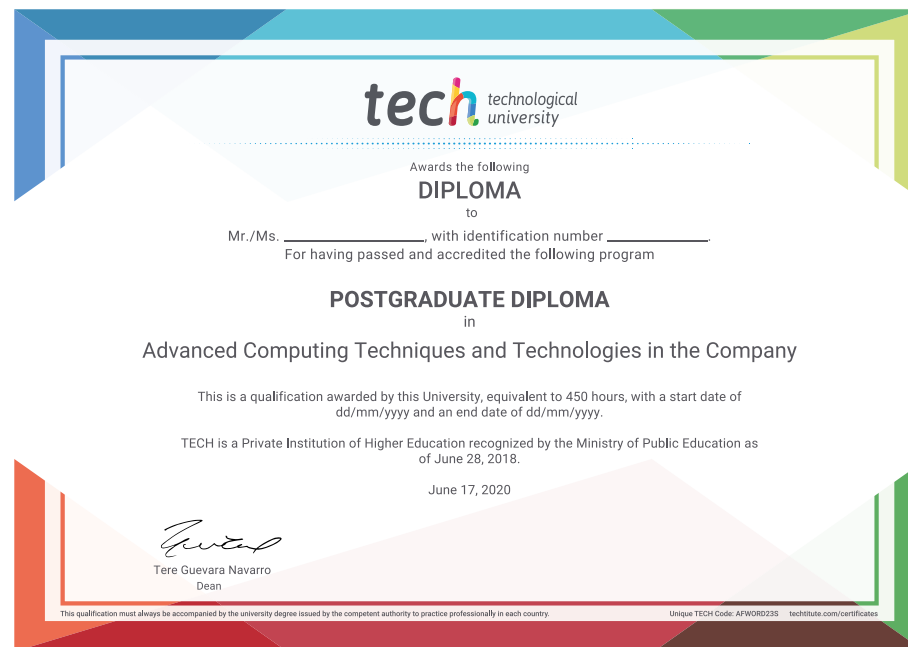 tech technological
university
Awards the following
DIPLOMA
to
Mr./Ms. ____________, with identification number ____________.
For having passed and accredited the following program
POSTGRADUATE DIPLOMA
in
Advanced Computing Techniques and Technologies in the Company
This is a qualification awarded by this University, equivalent to 450 hours, with a start date of
dd/mm/yyyy and an end date of dd/mm/yyyy.
TECH is a Private Institution of Higher Education recognized by the Ministry of Public Education as
of June 28, 2018.
June 17, 2020
Tere Guevara Navarro
Dean
This qualification must always be accompanied by the university degree issued by the competent authority to practice professionally in each country. Unique TECH Code: AFWORD23S techtitute.com/certificates